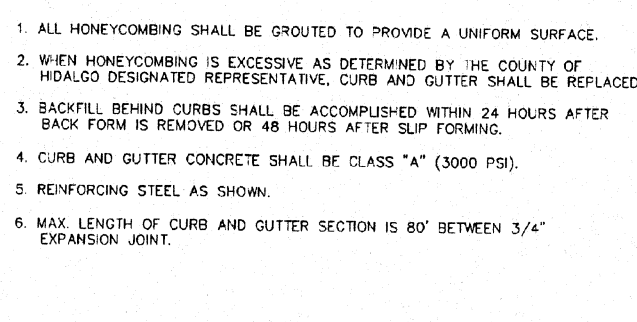 1. ALL HONEYCOMBING SHALL BE GROUTED TO PROVIDE A UNIFORM SURFACE.
2. WHEN HONEYCOMBING IS EXCESSIVE AS DETERMINED BY THE COUNTY OF
HIDALGO DESIGNATED REPRESENTATIVE, CURB AND GUTTER SHALL BE REPLACED
3. BACKFILL BEHIND CURBS SHALL BE ACCOMPLISHED WITHIN 24 HOURS AFTER
BACK FORM IS REMOVED OR 48 HOURS AFTER SLIP FORMING.
4. CURB AND GUTTER CONCRETE SHALL BE CLASS "A" (3000 PSI).
5. REINFORCING STEEL AS SHOWN.
6. MAX. LENGTH OF CURB AND GUTTER SECTION IS 80' BETWEEN 3/4"
EXPANSION JOINT.